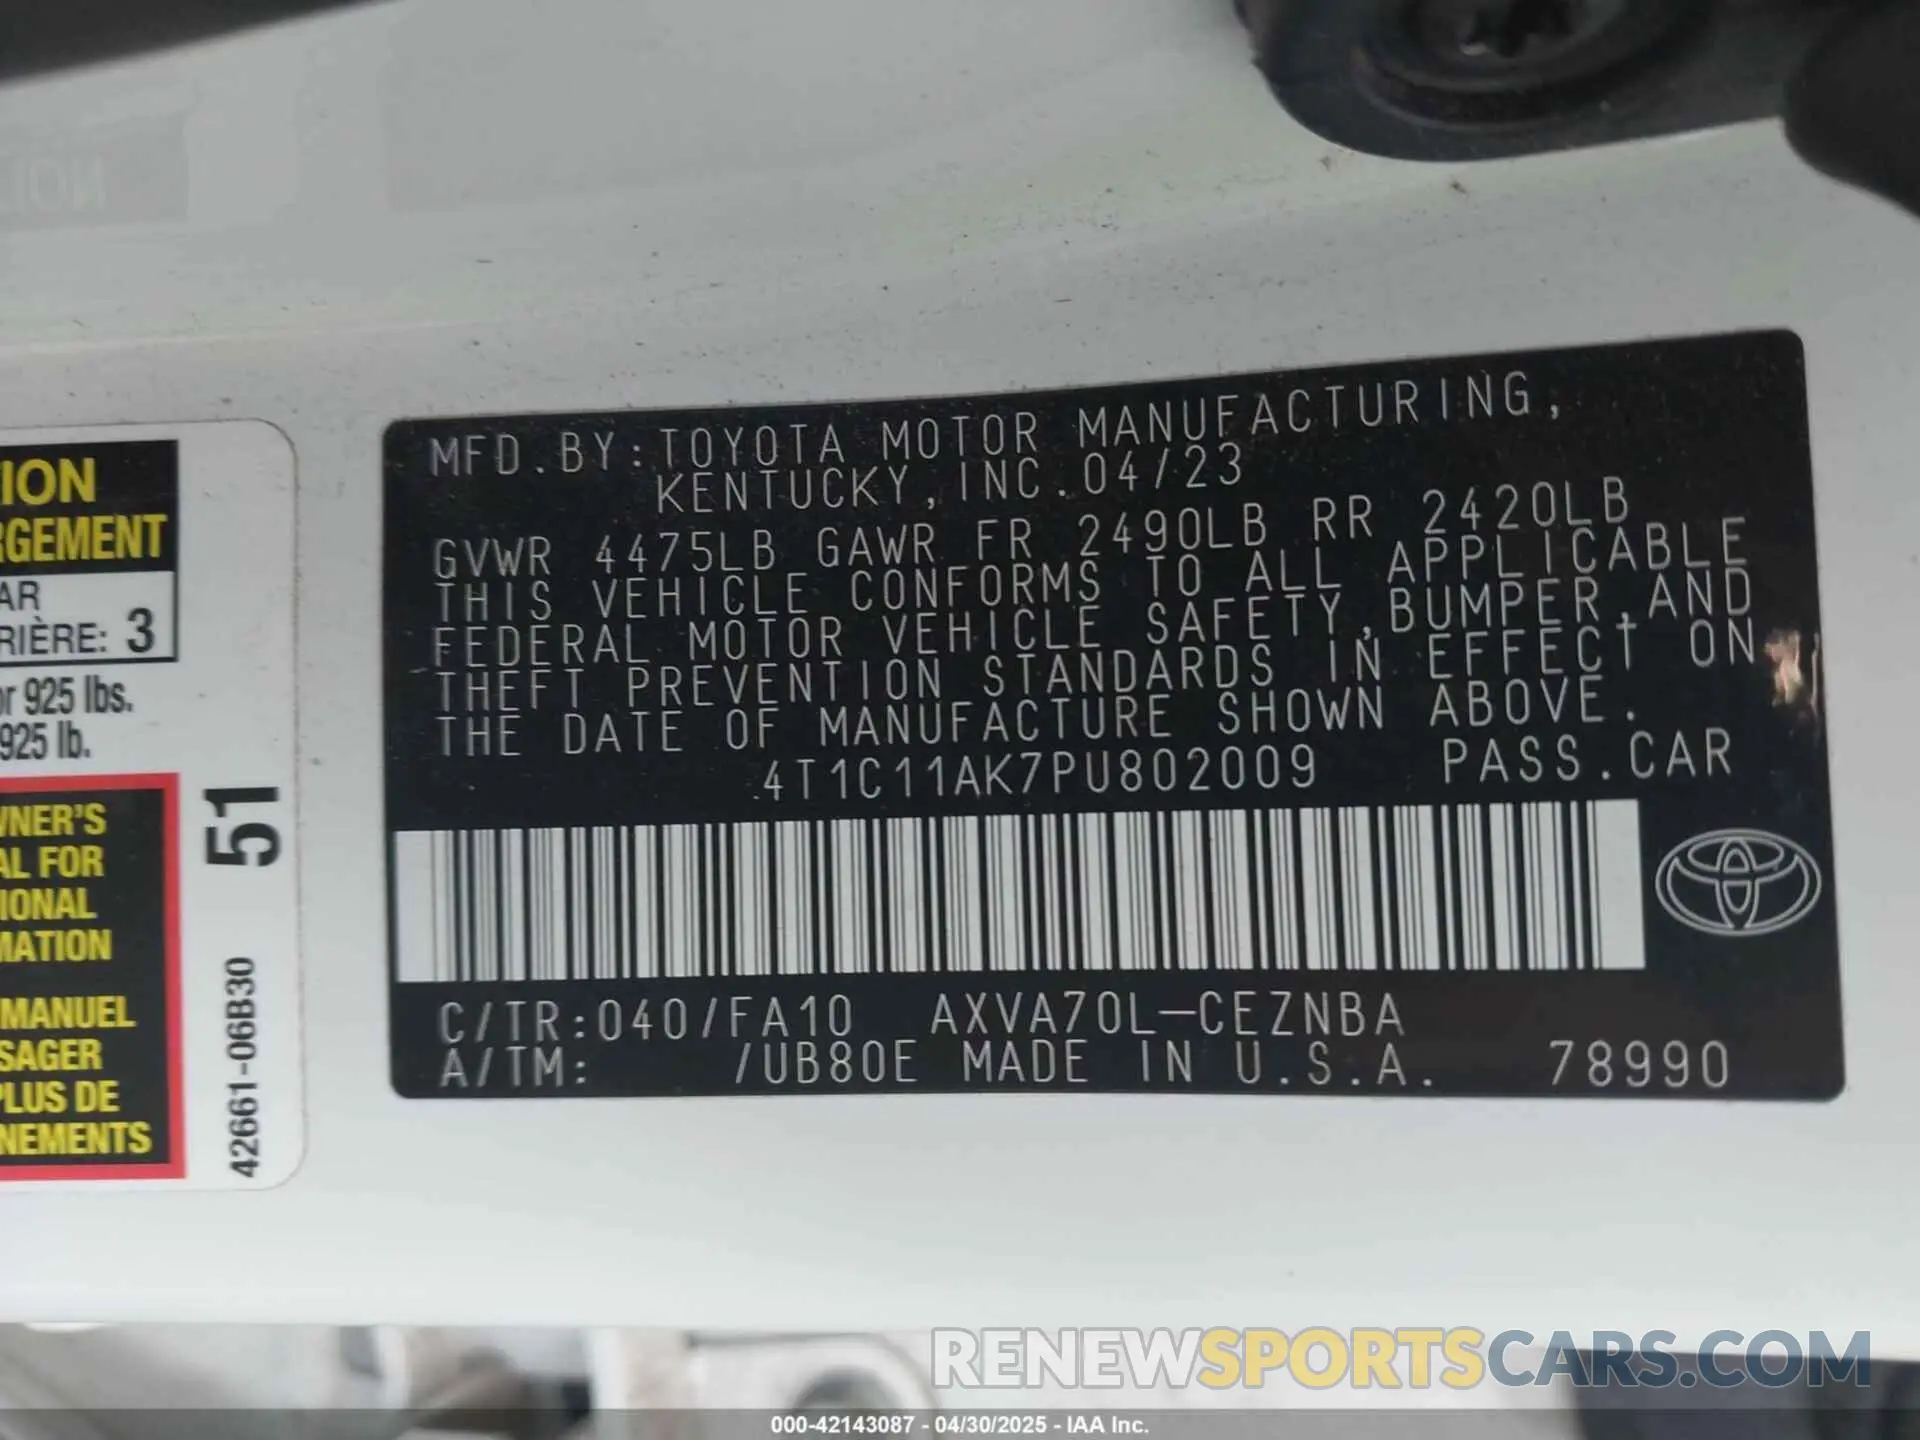 MFD.BY:TOYOTA MOTOR MANUFACTURING,
KENTUCKY,INC.04/23
GVWR 4475LB GAWR FR 2490LB RR 2420LB
THIS VEHICLE CONFORMS TO ALL APPLICABLE
FEDERAL MOTOR VEHICLE SAFETY,BUMPER,AND
THEFT PREVENTION STANDARDS IN EFFECT ON
THE DATE OF MANUFACTURE SHOWN ABOVE.
4T1C11AK7PU802009 PASS.CAR
C/TR:040/FA10 AXVA70L-CEZNBA
A/TM: /UB80E MADE IN U.S.A. 78990
ION
RGEMENT
AR
RIÈRE: 3
or 925 lbs.
925 lb.
WNER'S
AL FOR
IONAL
MATION
MANUEL
SAGER
PLUS DE
NEMENTS
51
42661-06B30
RENEWSPORTSCARS.COM
000-42143087 - 04/30/2025 - IAA Inc.